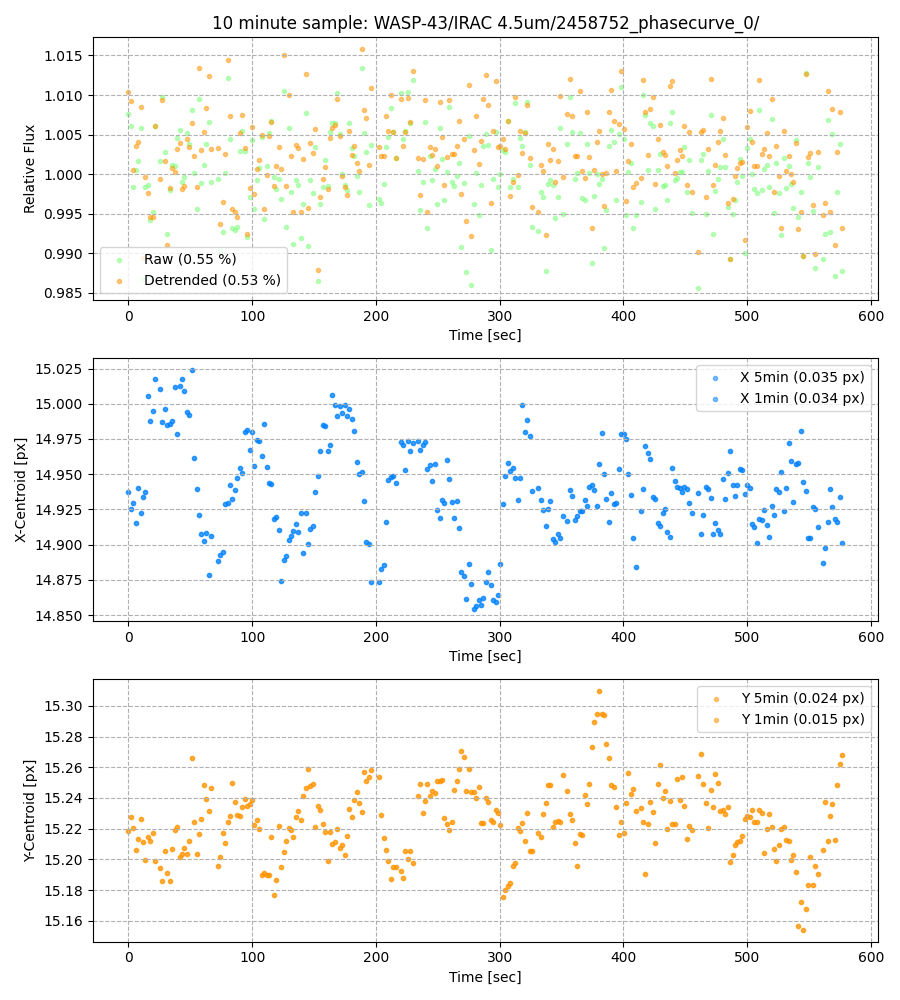 10 minute sample: WASP-43/IRAC 4.5um/2458752_phasecurve_0/
1.015
1.010
1.005
1.000
0.995
0.990
0.985
Relative Flux
Raw (0.55 %)
Detrended (0.53 %)
0 100 200 300 400 500 600
Time [sec]
15.025
15.000
14.975
14.950
14.925
14.900
14.875
14.850
X-Centroid [px]
X 5min (0.035 px)
X 1min (0.034 px)
0 100 200 300 400 500 600
Time [sec]
15.30
15.28
15.26
15.24
15.22
15.20
15.18
15.16
Y-Centroid [px]
Y 5min (0.024 px)
Y 1min (0.015 px)
0 100 200 300 400 500 600
Time [sec]